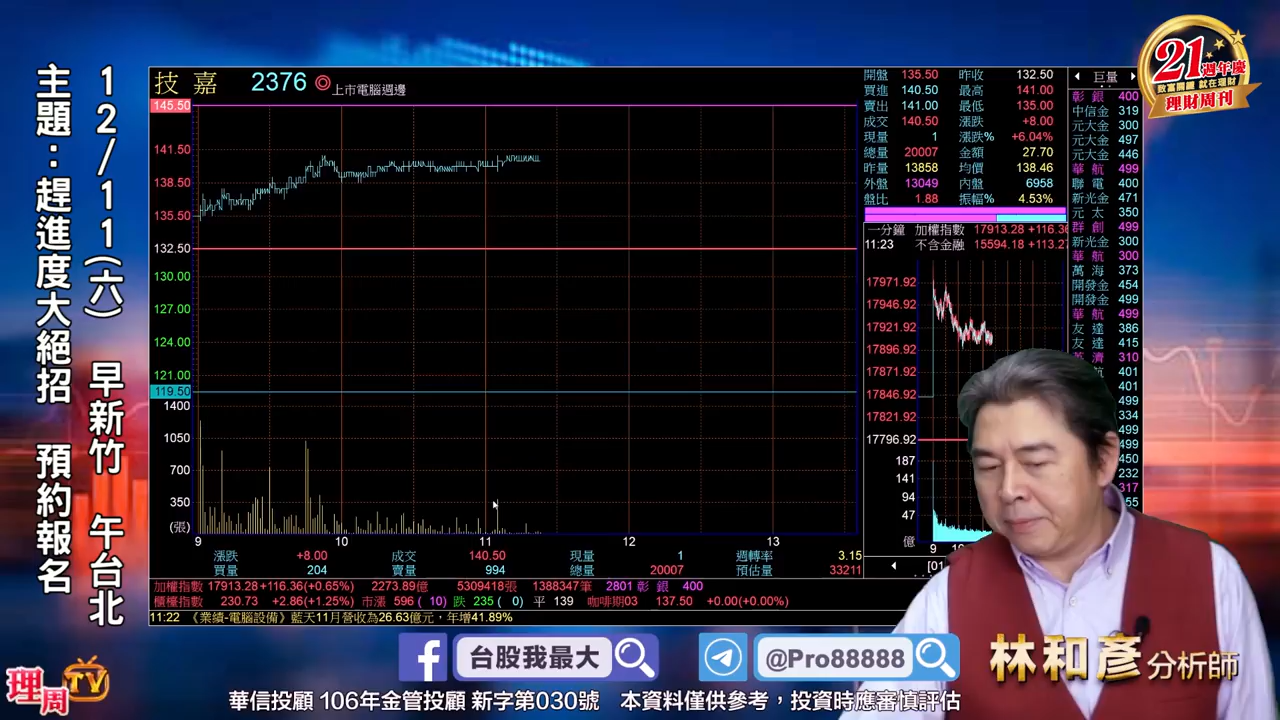 12/11(六) 早新竹 午台北
主題:趕進度大絕招 預約報名
技嘉 2376 ◎上市電腦週邊
145.50
141.50
138.50
135.50
132.50
130.00
127.00
124.00
121.00
119.50
1400
1050
700
350
(張)
9 10 11 12 13
漲跌 +8.00 成交 140.50 現量 1 週轉率 3.15
買量 204 賣量 994 總量 20007 預估量 33211
加權指數 17913.28 +116.36(+0.65%) 2273.89億 5309418張 1388347筆 2801 彰銀 400
櫃檯指數 230.73 +2.86(+1.25%) 市漲 596 ( 10) 跌 235 ( 0) 平 139 咖啡期03 137.50 +0.00(+0.00%)
11:22 《業績-電腦設備》藍天11月營收為26.63億元,年增41.89%
開盤 135.50 昨收 132.50
買進 140.50 最高 141.00
賣出 141.00 最低 135.00
成交 140.50 漲跌 +8.00
現量 1 漲跌% +6.04%
總量 20007 金額 27.70
昨量 13858 均價 138.46
外盤 13049 內盤 6958
盤比 1.88 振幅% 4.53%
一分鐘 加權指數 17913.28 +116.36
11:23 不含金融 15594.18 +113.2
17971.92
17946.92
17921.92
17896.92
17871.92
17846.92
17821.92
17796.92
187
141
94
47
億
9
[01
巨量
彰銀 400
中信金 319
元大金 300
元大金 497
元大金 446
華航 499
聯電 400
新光金 471
元太 350
群創 499
新光金 300
華航 300
萬海 373
開發金 454
開發金 499
華航 499
友達 386
友達 415
310
401
499
334
499
499
450
232
317
21週年慶
致富關鍵 就在理財
理財周刊
林和彥 分析師
台股我最大
@Pro88888
理周TV
華信投顧 106年金管投顧 新字第030號 本資料僅供參考,投資時應審慎評估